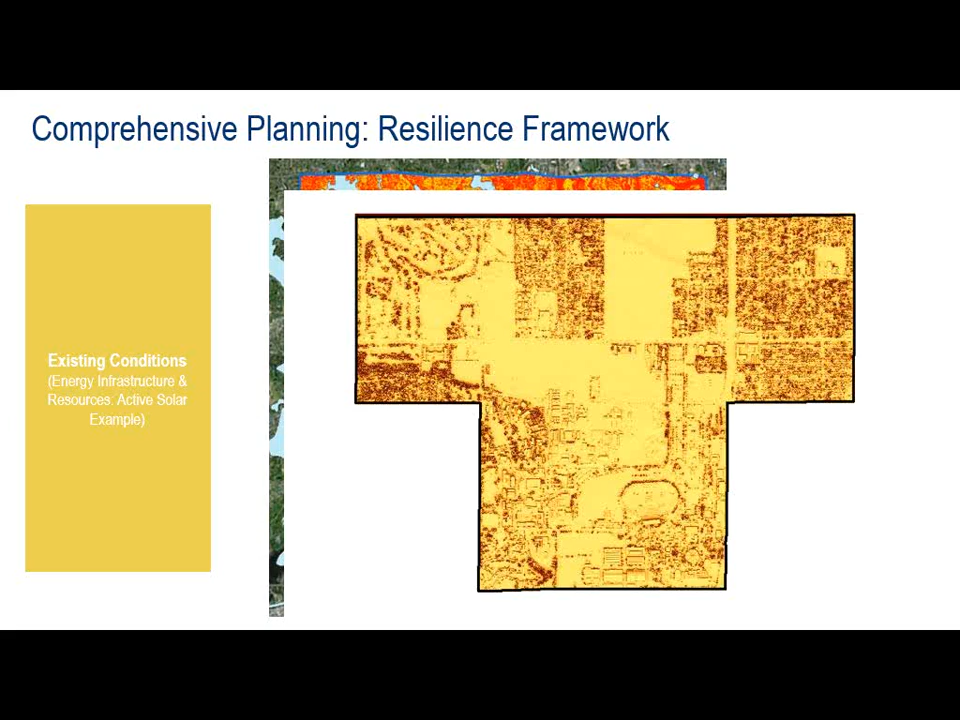 Comprehensive Planning: Resilience Framework
Existing Conditions
(Energy Infrastructure &
Resources: Active Solar
Example)